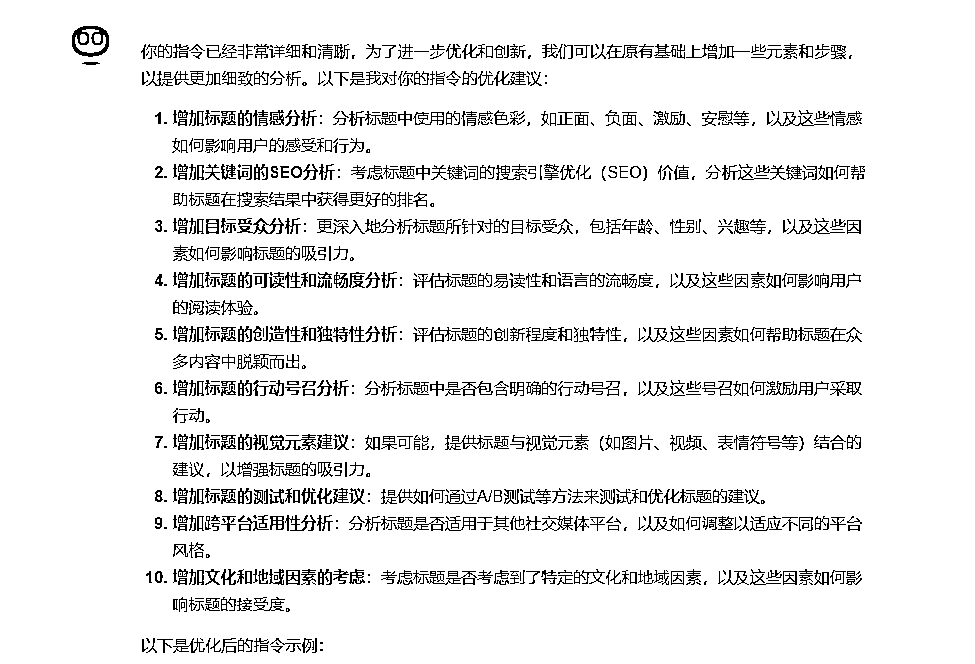 你的指令已经非常详细和清晰，为了进一步优化和创新，我们可以在原有基础上增加一些元素和步骤，
以提供更加细致的分析。以下是我对你的指令的优化建议：
1. 增加标题的情感分析：分析标题中使用的情感色彩，如正面、负面、激励、安慰等，以及这些情感
如何影响用户的感受和行为。
2. 增加关键词的SEO分析：考虑标题中关键词的搜索引擎优化（SEO）价值，分析这些关键词如何帮
助标题在搜索结果中获得更好的排名。
3. 增加目标受众分析：更深入地分析标题所针对的目标受众，包括年龄、性别、兴趣等，以及这些因
素如何影响标题的吸引力。
4. 增加标题的可读性和流畅度分析：评估标题的易读性和语言的流畅度，以及这些因素如何影响用户
的阅读体验。
5. 增加标题的创造性和独特性分析：评估标题的创新程度和独特性，以及这些因素如何帮助标题在众
多内容中脱颖而出。
6. 增加标题的行动号召分析：分析标题中是否包含明确的行动号召，以及这些号召如何激励用户采取
行动。
7. 增加标题的视觉元素建议：如果可能，提供标题与视觉元素（如图片、视频、表情符号等）结合的
建议，以增强标题的吸引力。
8. 增加标题的测试和优化建议：提供如何通过A/B测试等方法来测试和优化标题的建议。
9. 增加跨平台适用性分析：分析标题是否适用于其他社交媒体平台，以及如何调整以适应不同的平台
风格。
10. 增加文化和地域因素的考虑：考虑标题是否考虑到了特定的文化和地域因素，以及这些因素如何影
响标题的接受度。
以下是优化后的指令示例：